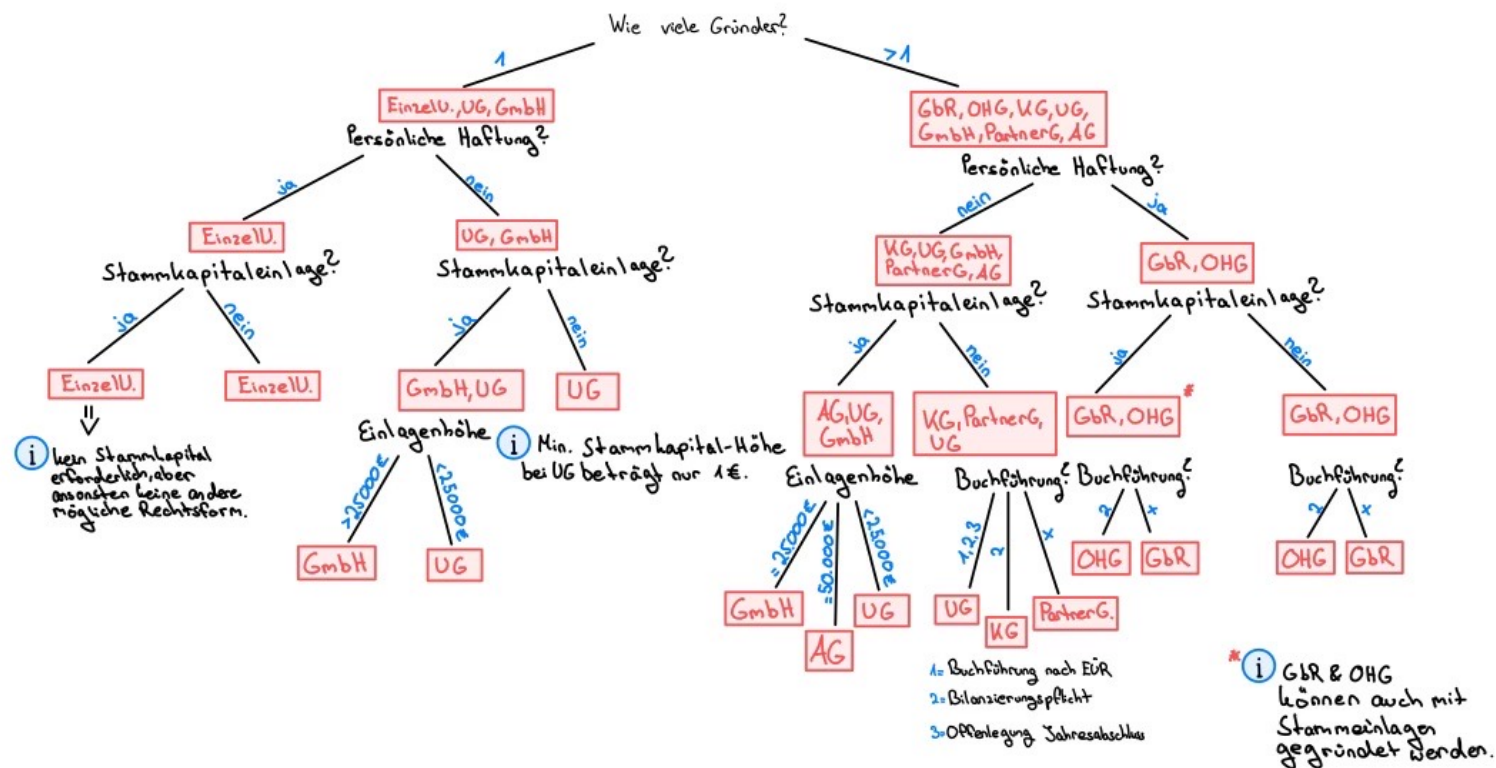 Wie viele Gründer?
1
>1
EinzelU., UG, GmbH
Persönliche Haftung?
GbR, OHG, KG, UG,
GmbH, PartnerG, AG
Persönliche Haftung?
ja
nein
nein
ja
EinzelU.
Stammkapitaleinlage?
UG, GmbH
Stammkapitaleinlage?
KG, UG, GmbH,
PartnerG, AG
Stammkapitaleinlage?
GbR, OHG
Stammkapitaleinlage?
ja
nein
ja
nein
ja
nein
ja
nein
EinzelU.
EinzelU.
GmbH, UG
UG
AG, UG,
GmbH
KG, PartnerG,
UG
GbR, OHG *
GbR, OHG
i
kein Stammkapital
erforderlich, aber
ansonsten keine andere
mögliche Rechtsform.
Einlagenhöhe
i
Min. Stammkapital-Höhe
bei UG beträgt nur 1€.
Einlagenhöhe
Buchführung?
Buchführung?
Buchführung?
>25000€
<25000€
=25.000€
=50.000€
<25.000€
1,2,3
2
x
2
x
2
x
GmbH
UG
GmbH
AG
UG
UG
KG
PartnerG.
OHG
GbR
OHG
GbR
1= Buchführung nach EÜR
2= Bilanzierungspflicht
3= Offenlegung Jahresabschluss
* i
GbR & OHG
können auch mit
Stammeinlagen
gegründet werden.